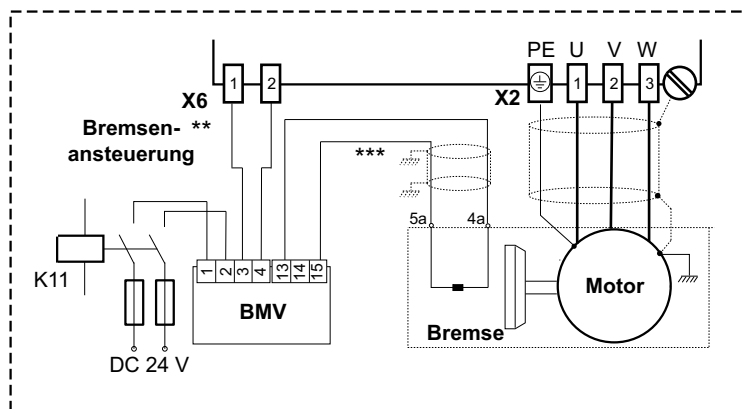 PE U V W
1 2 1 2 3
X6 X2
Bremsen- **
ansteuerung
***
5a 4a
K11
1 2 3 4 13 14 15
BMV
Motor
Bremse
DC 24 V